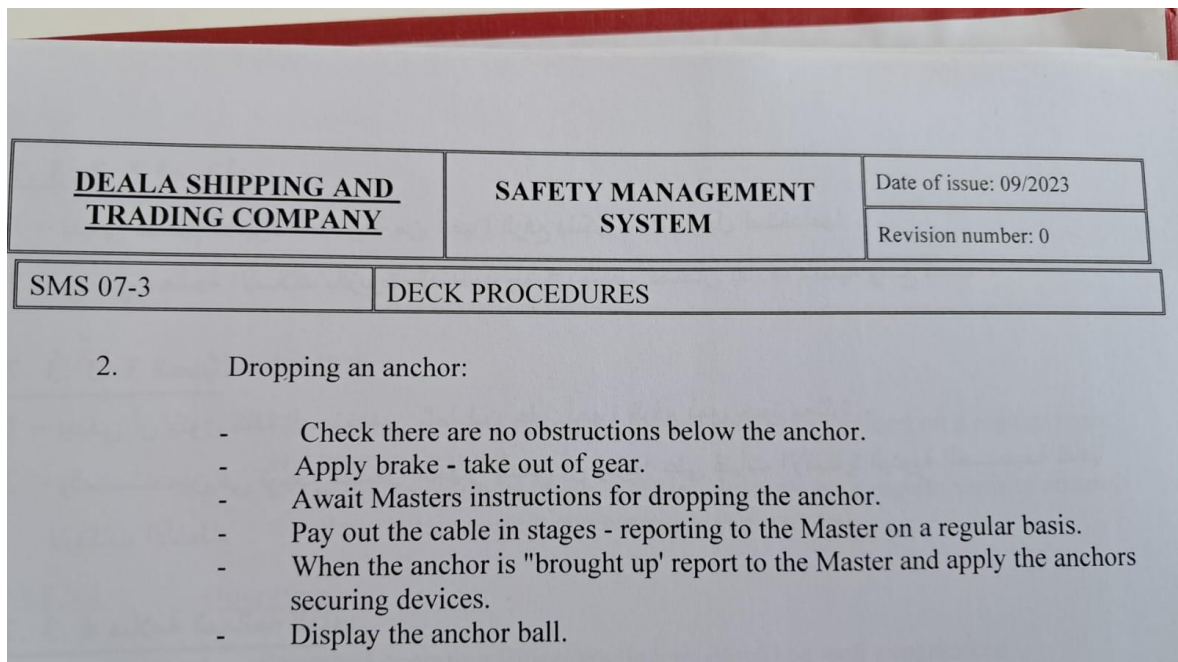 DEALA SHIPPING AND
TRADING COMPANY
SAFETY MANAGEMENT
SYSTEM
Date of issue: 09/2023
Revision number: 0
SMS 07-3
DECK PROCEDURES
2. Dropping an anchor:
- Check there are no obstructions below the anchor.
- Apply brake - take out of gear.
- Await Masters instructions for dropping the anchor.
- Pay out the cable in stages - reporting to the Master on a regular basis.
- When the anchor is "brought up' report to the Master and apply the anchors
securing devices.
- Display the anchor ball.